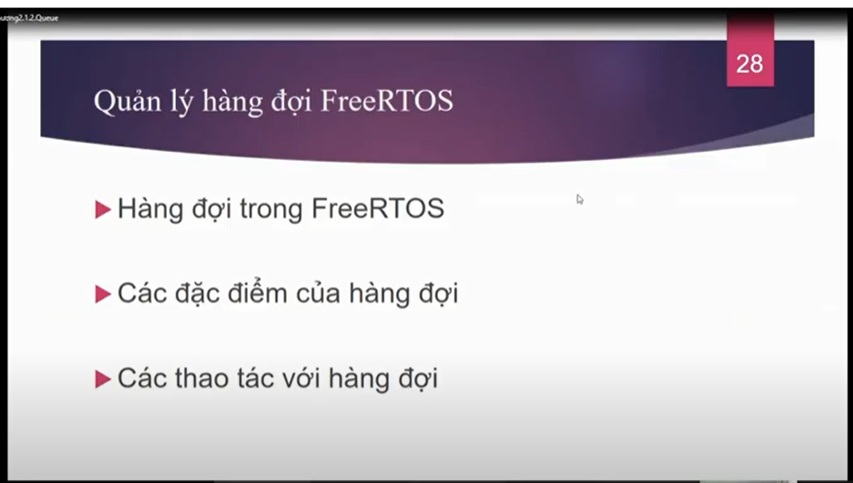 ương2.1.2.Queue
28
Quản lý hàng đợi FreeRTOS
Hàng đợi trong FreeRTOS
Các đặc điểm của hàng đợi
Các thao tác với hàng đợi